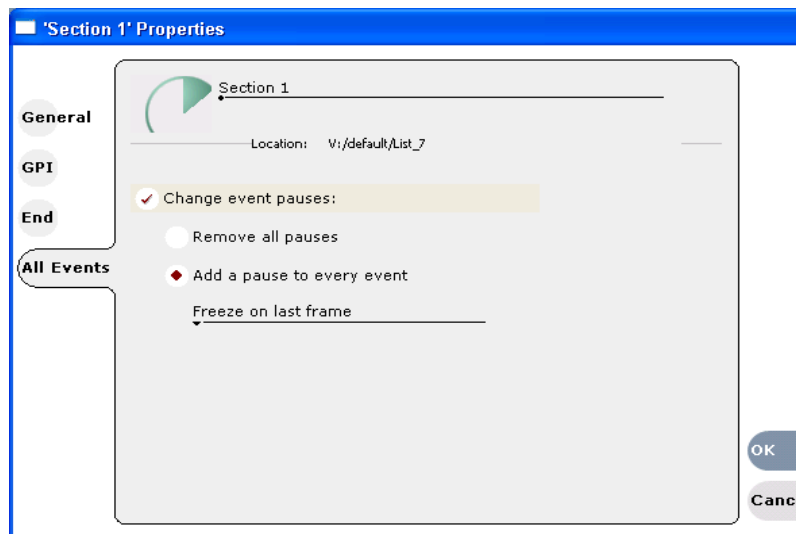 'Section 1' Properties
General
GPI
End
All Events
Section 1
Location: V:/default/List_7
Change event pauses:
Remove all pauses
Add a pause to every event
Freeze on last frame
OK
Canc